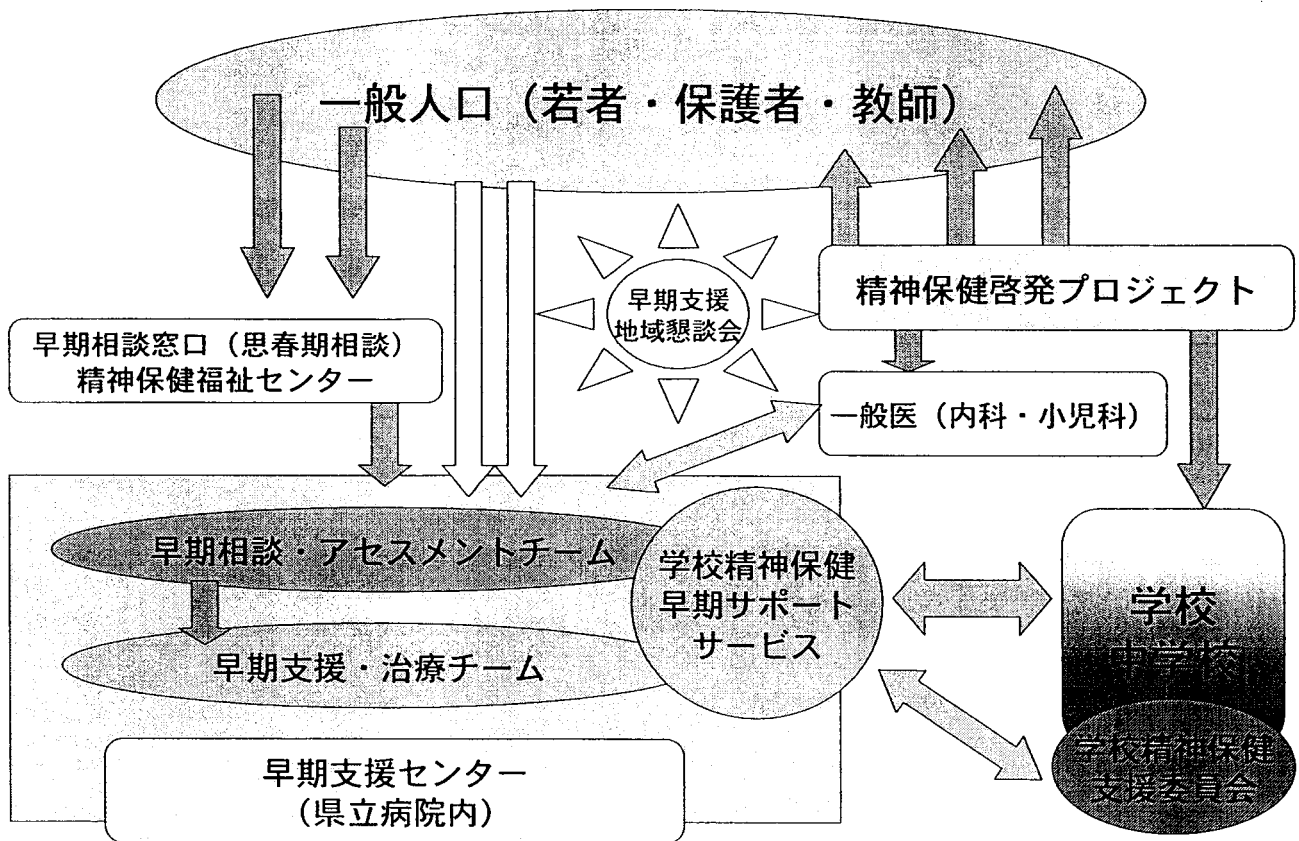 一般人口（若者・保護者・教師）
早期支援
地域懇談会
精神保健啓発プロジェクト
早期相談窓口（思春期相談）
精神保健福祉センター
一般医（内科・小児科）
早期相談・アセスメントチーム
学校精神保健
早期サポート
サービス
早期支援・治療チーム
早期支援センター
（県立病院内）
学校
中学校
学校精神保健
支援委員会